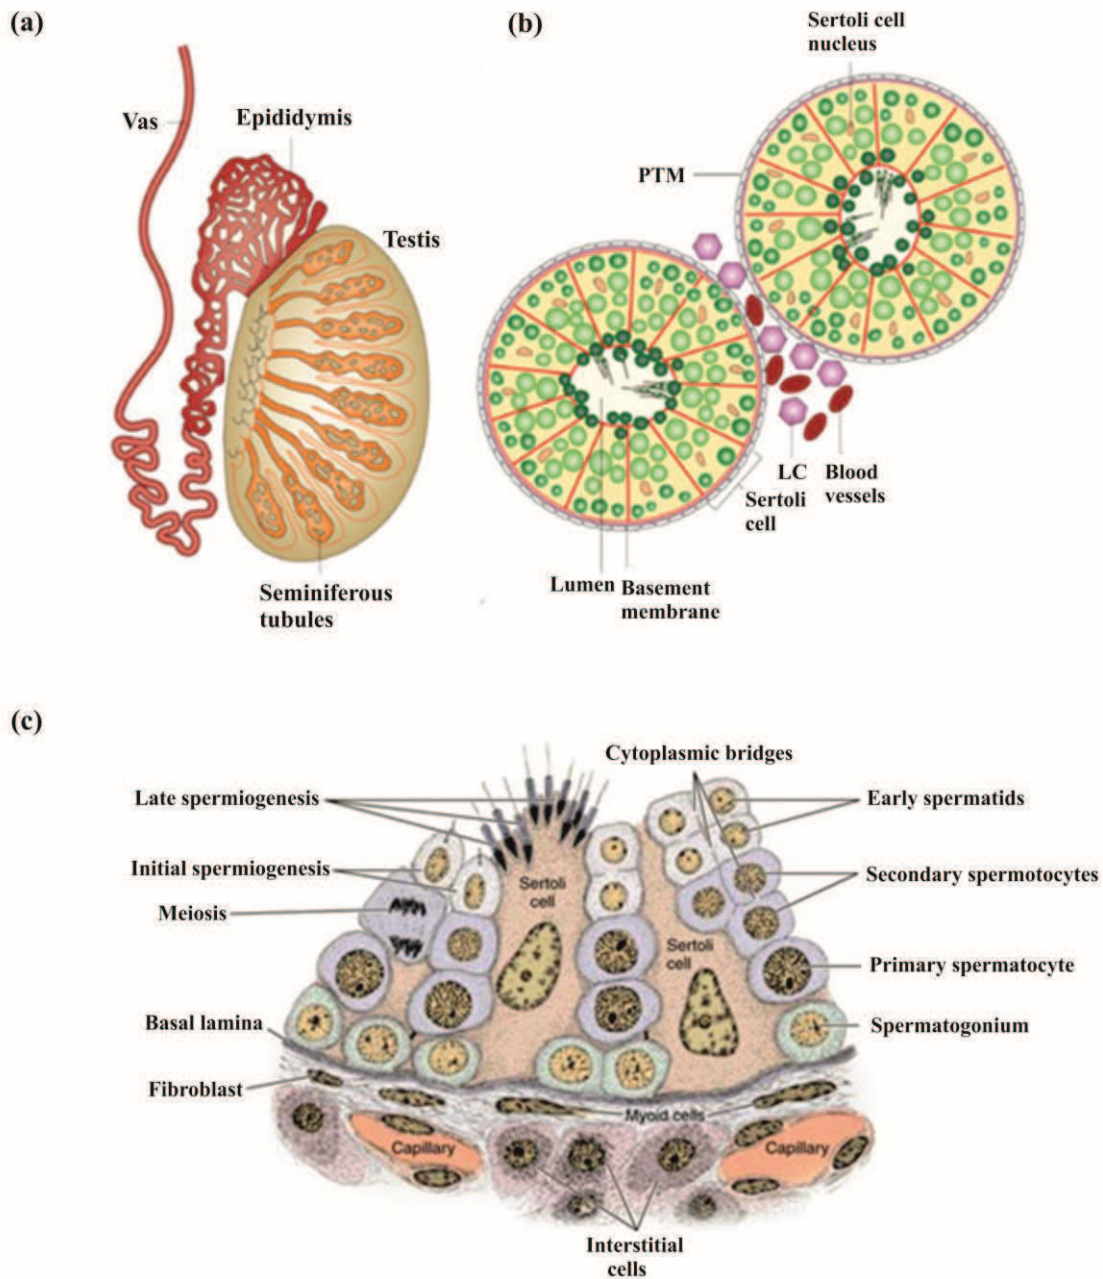 (a)
Vas
Epididymis
Testis
Seminiferous
tubules
(b)
Sertoli cell
nucleus
PTM
LC
Blood
vessels
Sertoli
cell
Lumen
Basement
membrane
(c)
Cytoplasmic bridges
Late spermiogenesis
Early spermatids
Initial spermiogenesis
Secondary spermotocytes
Meiosis
Sertoli
cell
Sertoli
cell
Primary spermatocyte
Basal lamina
Spermatogonium
Fibroblast
Myoid cells
Capillary
Capillary
Interstitial
cells